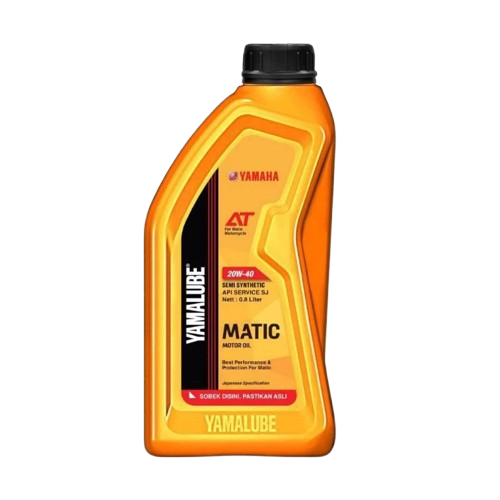 YAMAHA
AT
For Matic
Motorcycle
20W-40
SEMI SYNTHETIC
API SERVICE SJ
Nett : 0.8 Liter
YAMALUBE®
MATIC
MOTOR OIL
Best Performance &
Protection For Matic
Japanese Specification
SOBEK DISINI, PASTIKAN ASLI
YAMALUBE